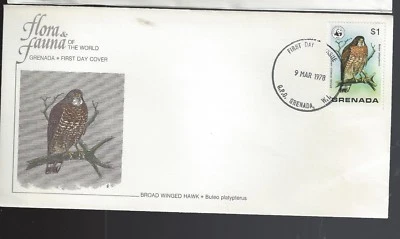 Flora &
Fauna OF
THE WORLD
GRENADA • FIRST DAY COVER
FIRST DAY ISSUE
9 MAR 1978
G.P.O. GRENADA, W.I.
$1
GRENADA
BROAD WINGED HAWK • Buteo platypterus